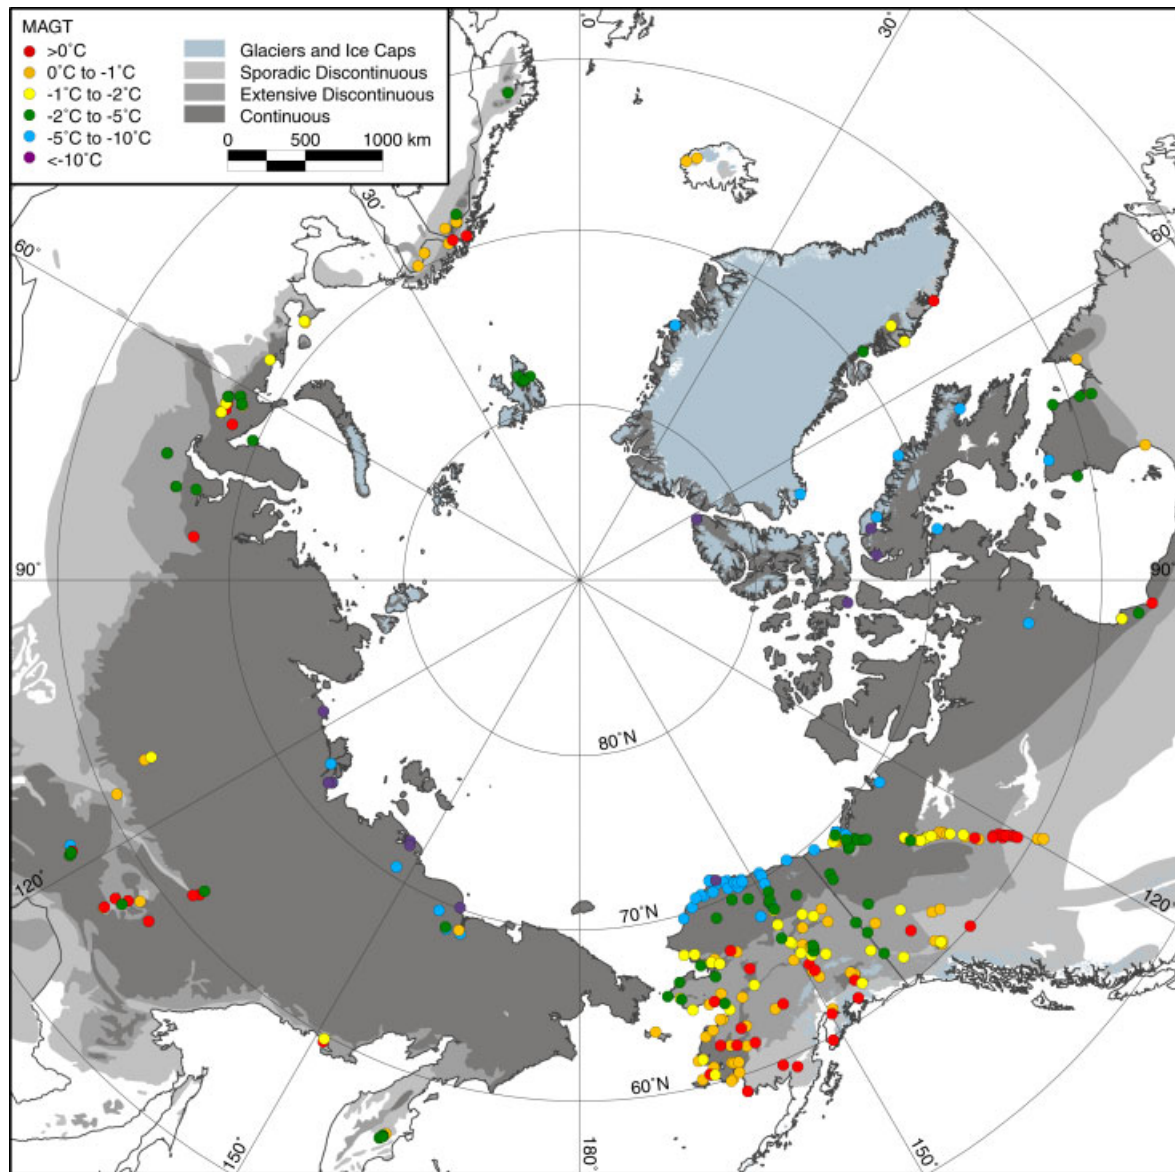 MAGT
>0˚C
0˚C to -1˚C
-1˚C to -2˚C
-2˚C to -5˚C
-5˚C to -10˚C
<-10˚C
Glaciers and Ice Caps
Sporadic Discontinuous
Extensive Discontinuous
Continuous
0 500 1000 km
0˚
30˚
30˚
60˚
60˚
90˚
90˚
80˚N
70˚N
60˚N
120˚
120˚
150˚
180˚
150˚